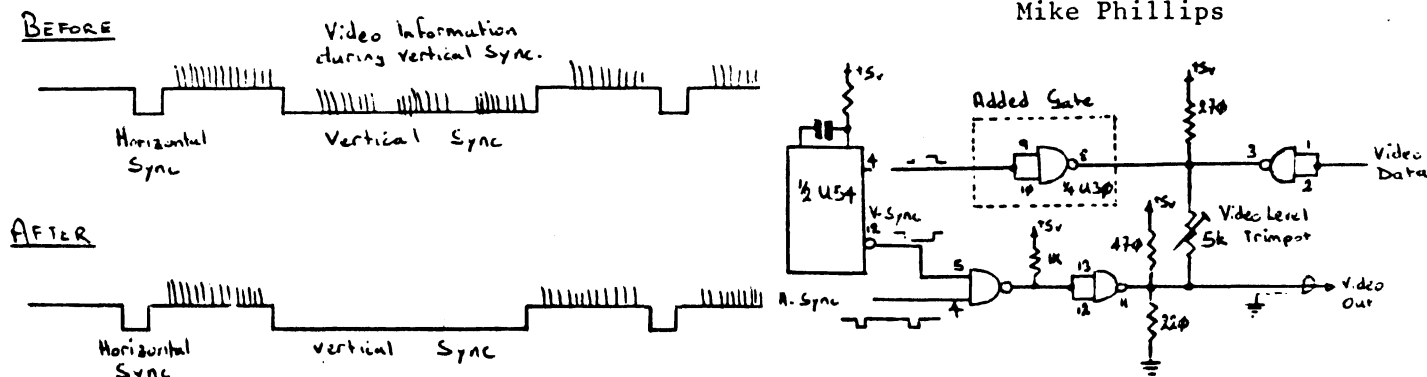 Mike Phillips
BEFORE
Video Information
during vertical Sync.
Horizontal
Sync
Vertical Sync
AFTER
Horizontal
Sync
Vertical Sync
+5v
½ U54
4
V-Sync
12
Added Gate
9
10
8
¼ U3Ø
+5v
27Ø
3
1
2
Video
Data
Video Level
5k Trimpot
+5v
47Ø
+5v
1K
5
4
13
12
11
22Ø
H. Sync
Video
Out